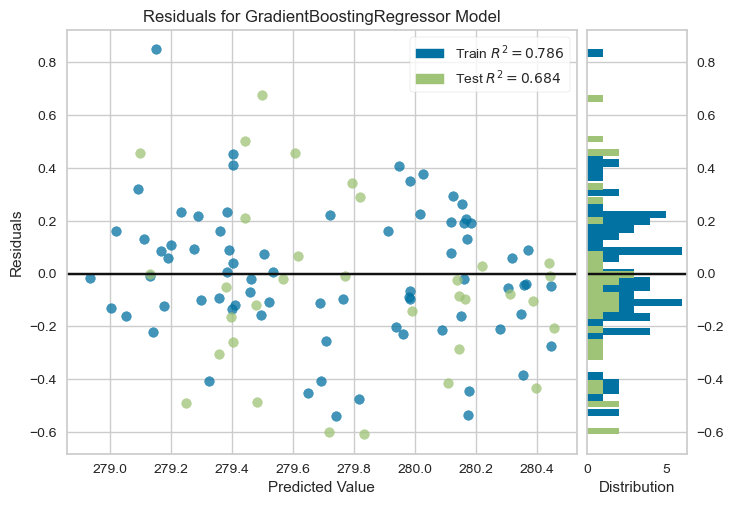 Residuals for GradientBoostingRegressor Model
Train R² = 0.786
Test R² = 0.684
Residuals
0.8
0.6
0.4
0.2
0.0
−0.2
−0.4
−0.6
279.0 279.2 279.4 279.6 279.8 280.0 280.2 280.4
Predicted Value
0.8
0.6
0.4
0.2
0.0
−0.2
−0.4
−0.6
0 5
Distribution